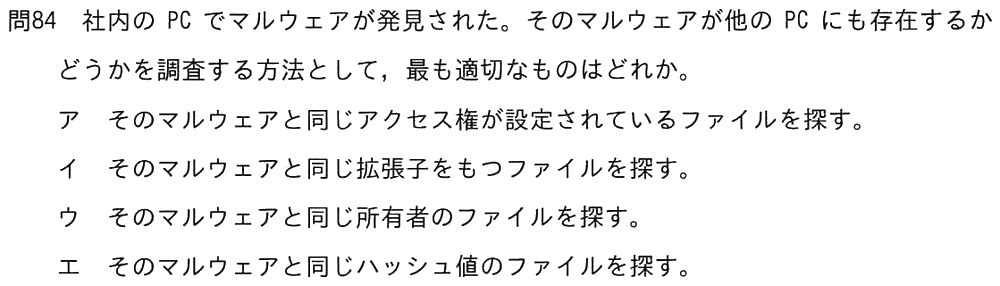 問84　社内の PC でマルウェアが発見された。そのマルウェアが他の PC にも存在するか
どうかを調査する方法として，最も適切なものはどれか。
ア　そのマルウェアと同じアクセス権が設定されているファイルを探す。
イ　そのマルウェアと同じ拡張子をもつファイルを探す。
ウ　そのマルウェアと同じ所有者のファイルを探す。
エ　そのマルウェアと同じハッシュ値のファイルを探す。